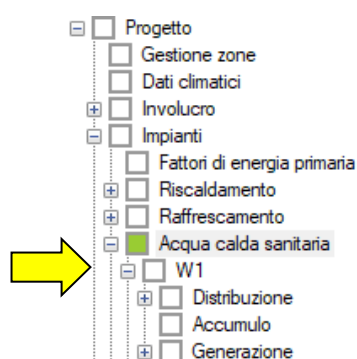 Progetto
Gestione zone
Dati climatici
Involucro
Impianti
Fattori di energia primaria
Riscaldamento
Raffrescamento
Acqua calda sanitaria
W1
Distribuzione
Accumulo
Generazione